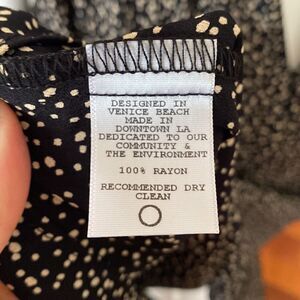 DESIGNED IN
VENICE BEACH
MADE IN
DOWNTOWN LA
DEDICATED TO OUR
COMMUNITY &
THE ENVIRONMENT
100% RAYON
RECOMMENDED DRY
CLEAN